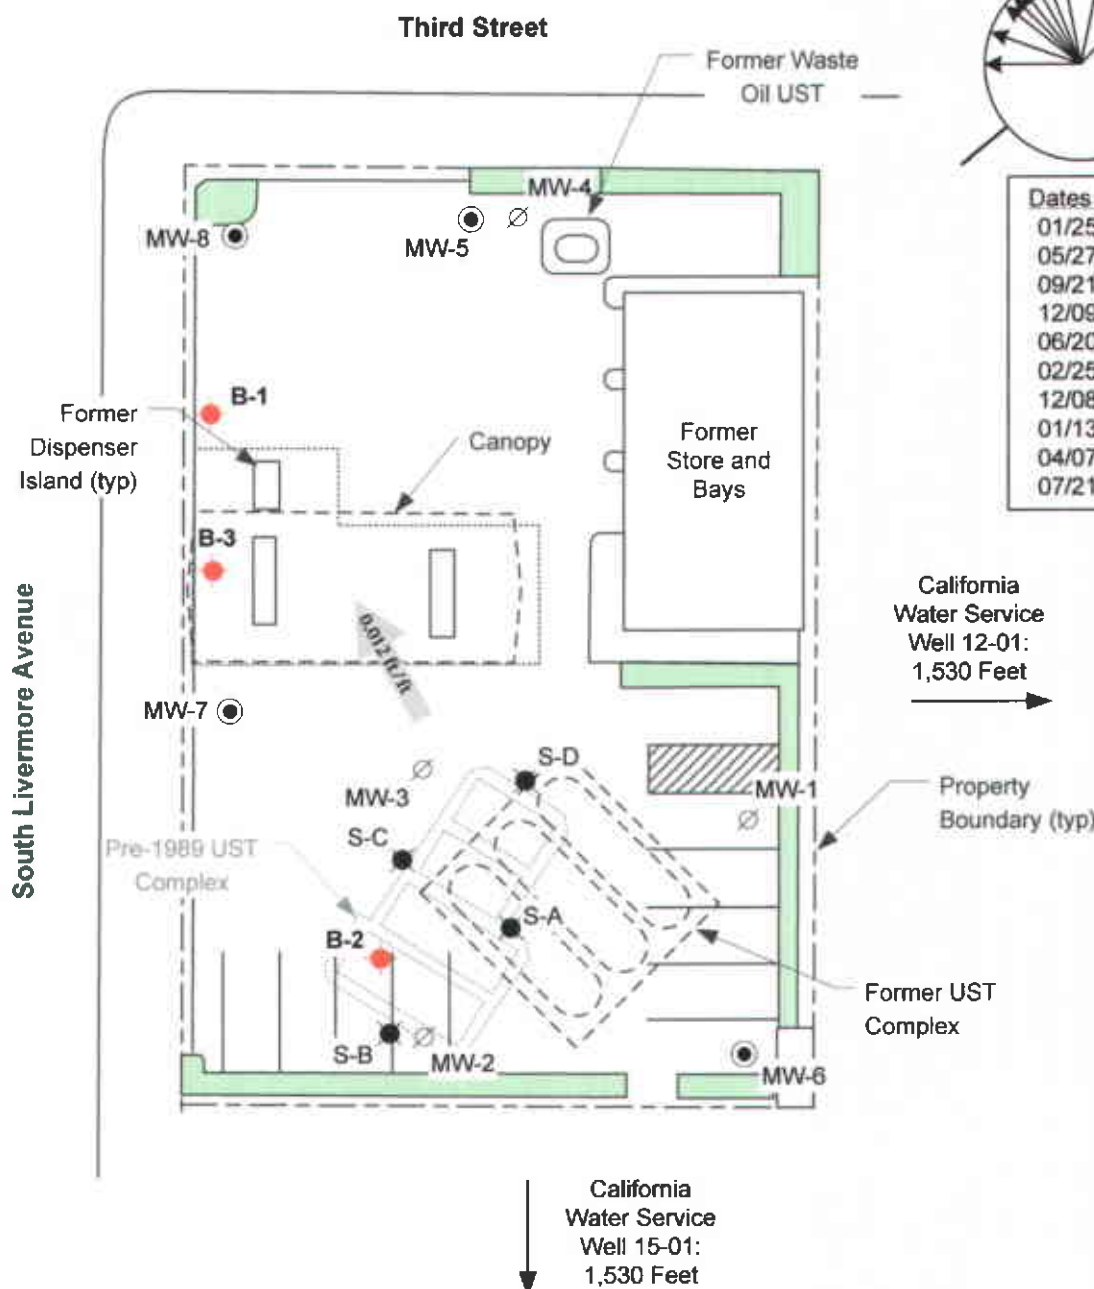 Third Street
Former Waste
Oil UST
MW-4
MW-5
MW-8
Dates
01/25
05/27
09/21
12/09
06/20
02/25
12/08
01/13
04/07
07/21
B-1
Former
Dispenser
Island (typ)
Canopy
Former
Store and
Bays
B-3
0.012 ft/ft
South Livermore Avenue
California
Water Service
Well 12-01:
1,530 Feet
MW-7
S-D
MW-3
MW-1
Property
Boundary (typ)
S-C
Pre-1989 UST
Complex
S-A
B-2
Former UST
Complex
S-B
MW-2
MW-6
California
Water Service
Well 15-01:
1,530 Feet